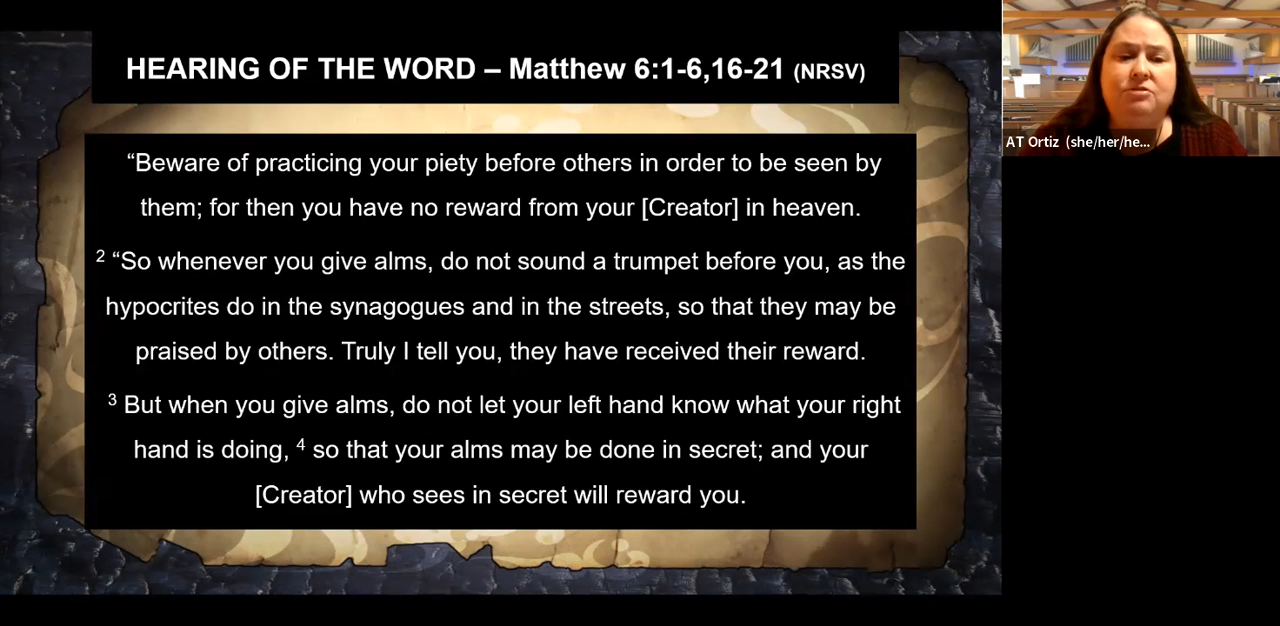 HEARING OF THE WORD – Matthew 6:1-6,16-21 (NRSV)
“Beware of practicing your piety before others in order to be seen by
them; for then you have no reward from your [Creator] in heaven.
2 “So whenever you give alms, do not sound a trumpet before you, as the
hypocrites do in the synagogues and in the streets, so that they may be
praised by others. Truly I tell you, they have received their reward.
3 But when you give alms, do not let your left hand know what your right
hand is doing, 4 so that your alms may be done in secret; and your
[Creator] who sees in secret will reward you.
AT Ortiz (she/her/he...